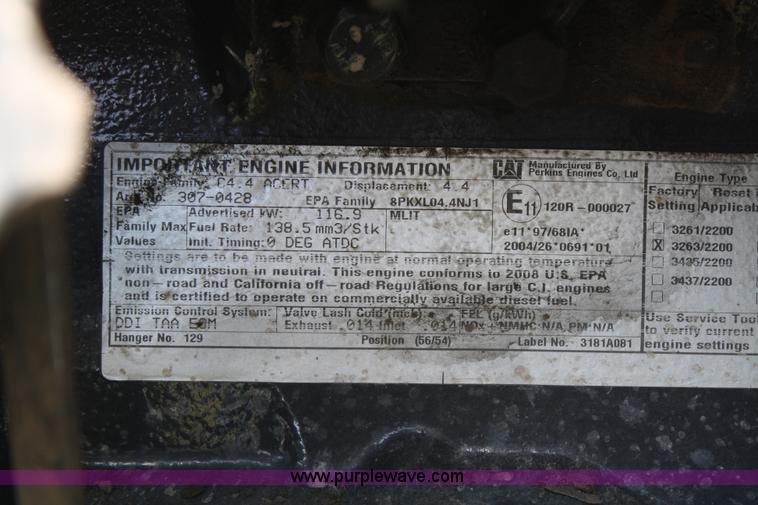 IMPORTANT ENGINE INFORMATION
Engine Family: C4.4 ACERT Displacement: 4.4
No: 307-0428 EPA Family 8PKXL04.4NJ1
EPA Advertised kW: 116.9 MLIT
Family Max Fuel Rate: 138.5 mm3/Stk
Values Init. Timing: 0 DEG ATDC
Settings are to be made with engine at normal operating temperature
with transmission in neutral. This engine conforms to 2008 U.S. EPA
non-road and California off-road Regulations for large C.I. engines
and is certified to operate on commercially available diesel fuel.
Emission Control System: Valve Lash Cold FEL (g/kWh)
DDI TAA ECM Exhaust .014 Inlet .014 NOx + NMHC N/A, PM N/A
Hanger No. 129 Position (56/54) Label No. 3181A081
CAT Manufactured By
Perkins Engines Co, Ltd
E11 120R-000027
e11*97/68IA*
2004/26*0691*01
Engine Type
Factory Reset
Setting Applicab
3261/2200
X 3263/2200
3435/2200
3437/2200
Use Service Tool
to verify current
engine settings
www.purplewave.com